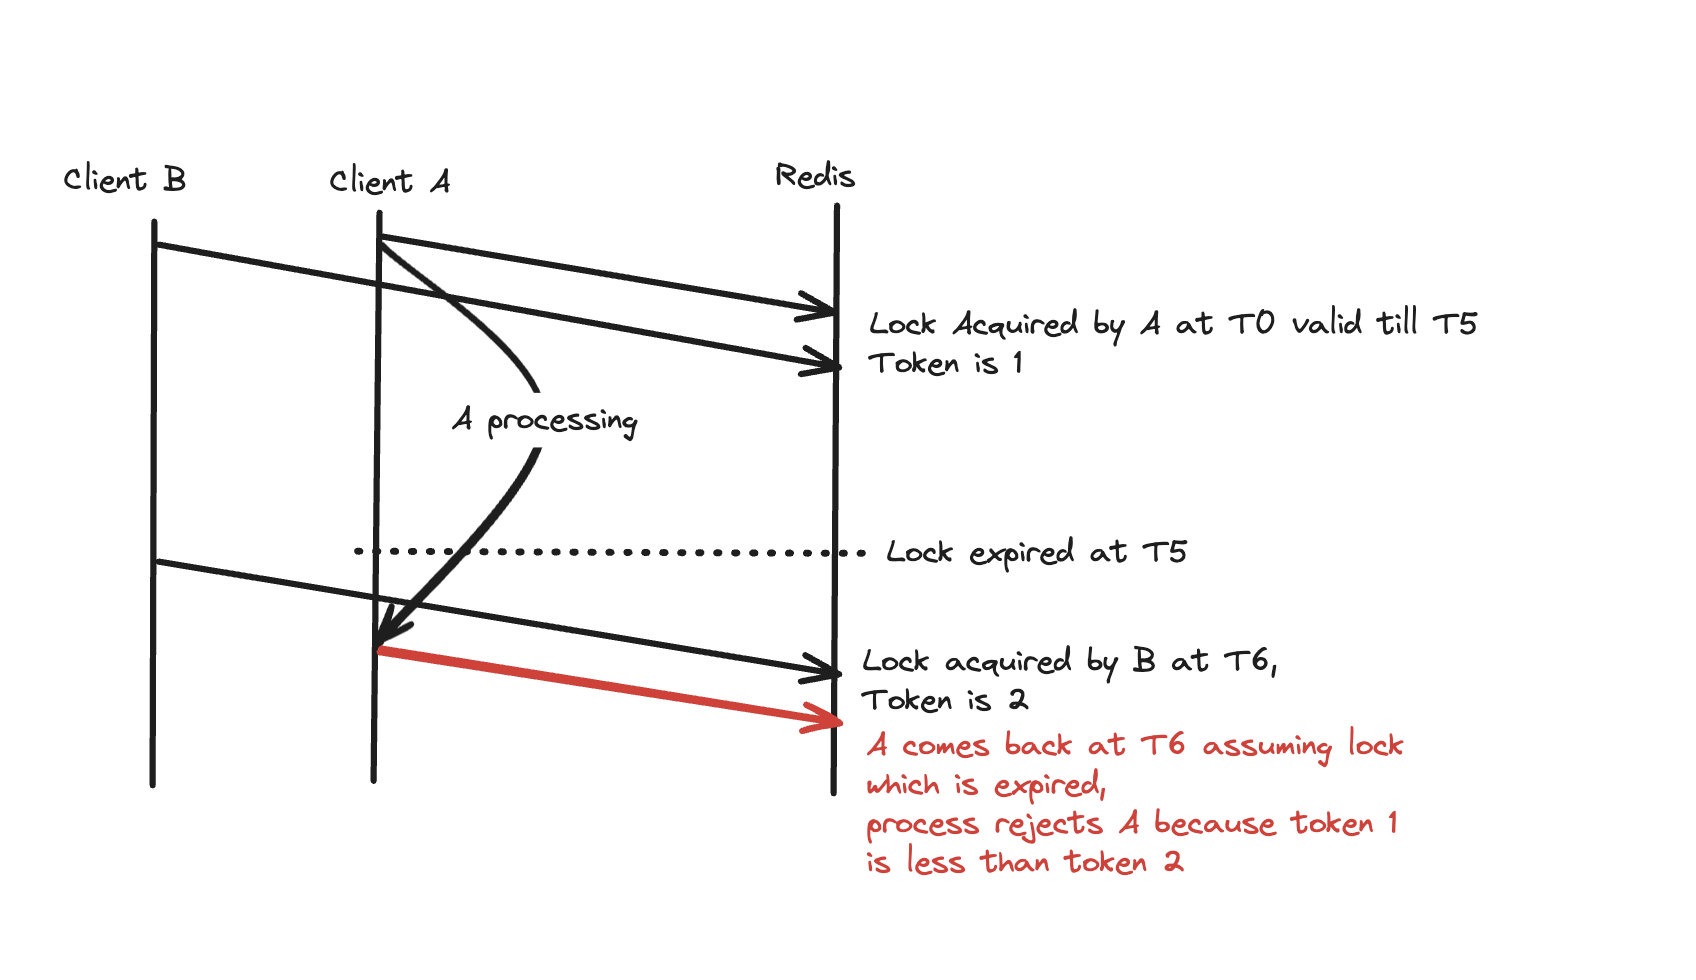 Client B
Client A
Redis
Lock Acquired by A at T0 valid till T5
Token is 1
A processing
Lock expired at T5
Lock acquired by B at T6,
Token is 2
A comes back at T6 assuming lock
which is expired,
process rejects A because token 1
is less than token 2